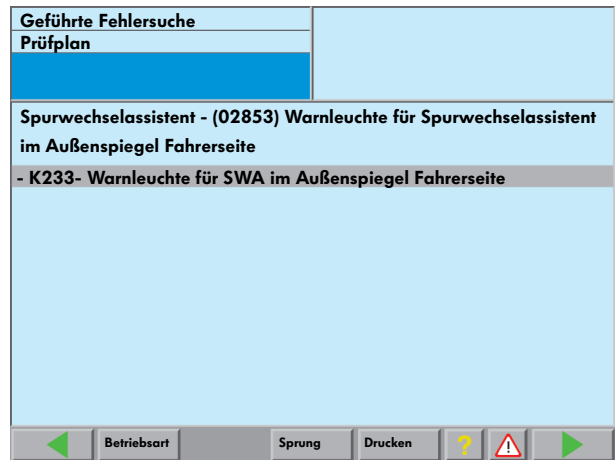 Geführte Fehlersuche
Prüfplan
Spurwechselassistent - (02853) Warnleuchte für Spurwechselassistent
im Außenspiegel Fahrerseite
- K233- Warnleuchte für SWA im Außenspiegel Fahrerseite
Betriebsart Sprung Drucken ? !